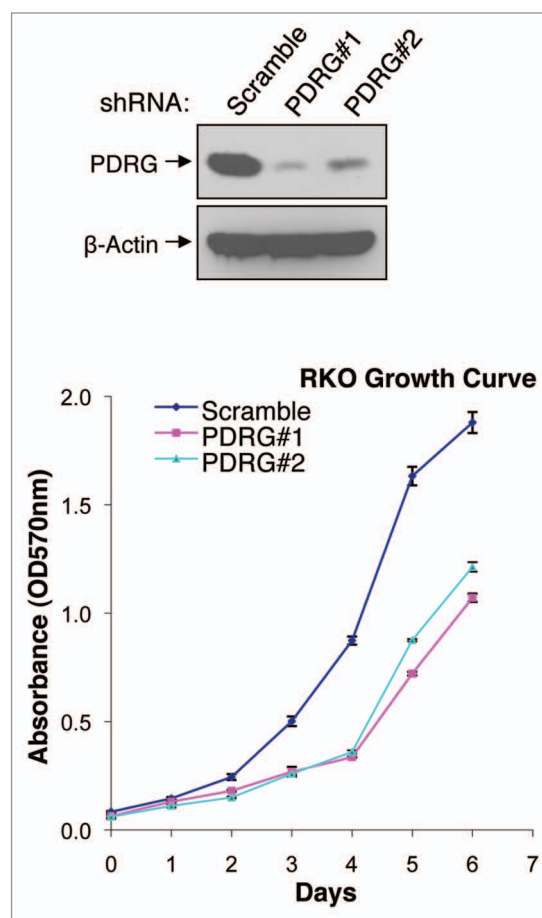 shRNA: Scramble PDRG#1 PDRG#2
PDRG
β-Actin
RKO Growth Curve
Scramble
PDRG#1
PDRG#2
Absorbance (OD570nm)
2.0
1.5
1.0
0.5
0.0
0 1 2 3 4 5 6 7
Days